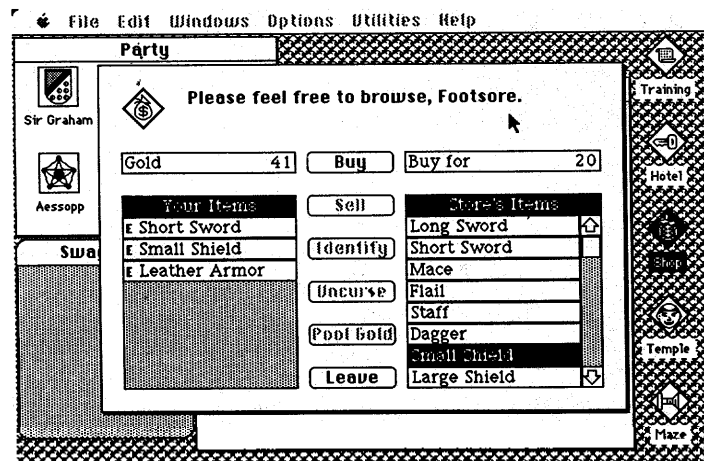 File Edit Windows Options Utilities Help
Party
Sir Graham
Aessopp
Swa
Please feel free to browse, Footsore.
Gold 41
Buy
Buy for 20
Your Items
E Short Sword
E Small Shield
E Leather Armor
Sell
Identify
Uncurse
Pool Gold
Leave
Store's Items
Long Sword
Short Sword
Mace
Flail
Staff
Dagger
Small Shield
Large Shield
Training
Hotel
Shop
Temple
Maze